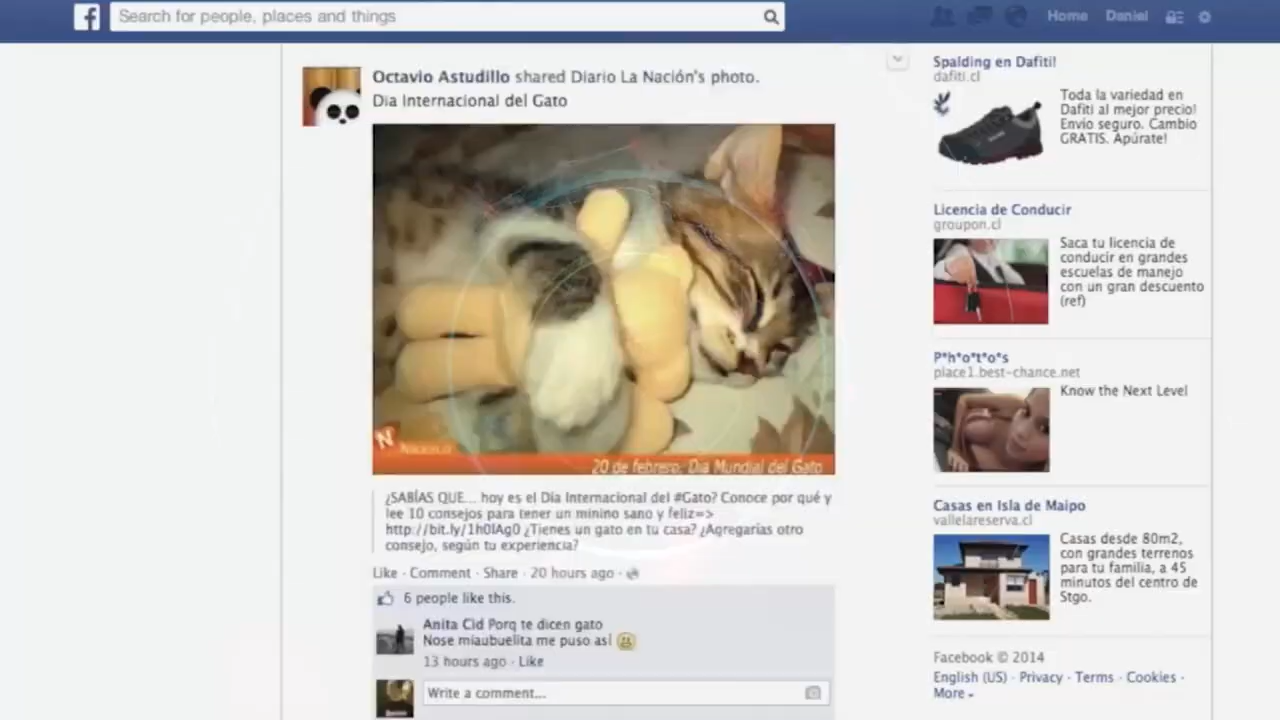 f
Search for people, places and things
Home Daniel
Octavio Astudillo shared Diario La Nación's photo.
Dia Internacional del Gato
N
20 de febrero: Dia Mundial del Gato
¿SABÍAS QUE... hoy es el Día Internacional del #Gato? Conoce por qué y
lee 10 consejos para tener un minino sano y feliz=>
http://bit.ly/1h0lAg0 ¿Tienes un gato en tu casa? ¿Agregarías otro
consejo, según tu experiencia?
Like · Comment · Share · 20 hours ago ·
6 people like this.
Anita Cid Porq te dicen gato
Nose miaubuelita me puso así
13 hours ago · Like
Write a comment...
Spalding en Dafiti!
dafiti.cl
Toda la variedad en
Dafiti al mejor precio!
Envío seguro. Cambio
GRATIS. Apúrate!
Licencia de Conducir
groupon.cl
Saca tu licencia de
conducir en grandes
escuelas de manejo
con un gran descuento
(ref)
P*h*o*t*o*s
place1.best-chance.net
Know the Next Level
Casas en Isla de Maipo
vallelareserva.cl
Casas desde 80m2,
con grandes terrenos
para tu familia, a 45
minutos del centro de
Stgo.
Facebook © 2014
English (US) · Privacy · Terms · Cookies ·
More